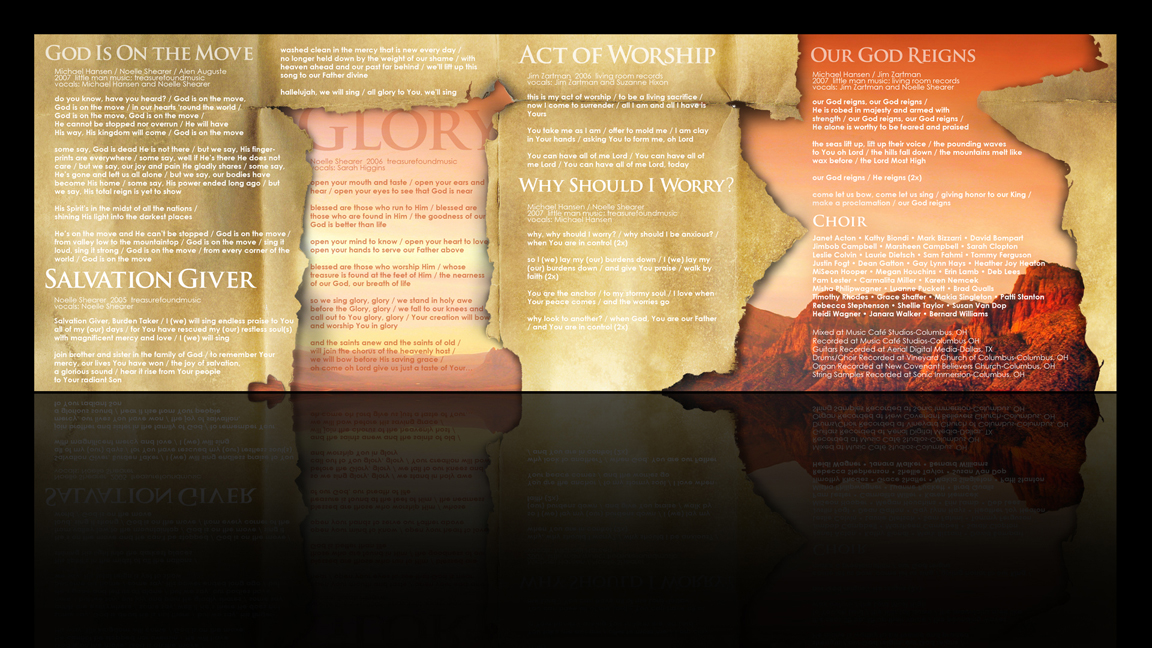 GOD IS ON THE MOVE
Michael Hansen / Noelle Shearer / Alen Auguste
2007 little man music: treasurefoundmusic
vocals: Michael Hansen and Noelle Shearer
do you know, have you heard? / God is on the move,
God is on the move / in our hearts 'round the world /
God is on the move, God is on the move /
He cannot be stopped nor overrun / He will have
His way, His kingdom will come / God is on the move
some say, God is dead He is not there / but we say, His finger-
prints are everywhere / some say, well if He's there He does not
care / but we say, our joy and pain He gladly shares / some say,
He's gone and left us all alone / but we say, our bodies have
become His home / some say, His power ended long ago / but
we say, His total reign is yet to show
His Spirit's in the midst of all the nations /
shining His light into the darkest places
He's on the move and He can't be stopped / God is on the move/
from valley low to the mountaintop / God is on the move / sing it
loud, sing it strong / God is on the move / from every corner of the
world / God is on the move
SALVATION GIVER
Noelle Shearer 2005 treasurefoundmusic
vocals: Noelle Shearer
Salvation Giver, Burden Taker / I (we) will sing endless praise to You
all of my (our) days / for You have rescued my (our) restless soul(s)
with magnificent mercy and love / I (we) will sing
join brother and sister in the family of God / to remember Your
mercy, our lives You have won / the joy of salvation,
a glorious sound / hear it rise from Your people
to Your radiant Son
washed clean in the mercy that is new every day /
no longer held down by the weight of our shame / with
heaven ahead and our past far behind / we'll lift up this
song to our Father divine
hallelujah, we will sing / all glory to You, we'll sing
GLORY
Noelle Shearer 2006 treasurefoundmusic
vocals: Sarah Higgins
open your mouth and taste / open your ears and
hear / open your eyes to see that God is near
blessed are those who run to Him / blessed are
those who are found in Him / the goodness of our
God is better than life
open your mind to know / open your heart to love
open your hands to serve our Father above
blessed are those who worship Him / whose
treasure is found at the feet of Him / the nearness
of our God, our breath of life
so we sing glory, glory / we stand in holy awe
before the Glory, glory / we fall to our knees and
call out to You glory, glory / Your creation will bow
and worship You in glory
and the saints anew and the saints of old /
will join the chorus of the heavenly host /
we will bow before His saving grace /
oh come oh Lord give us just a taste of Your...
ACT OF WORSHIP
Jim Zartman 2006 living room records
vocals: Jim Zartman and Suzanne Hixon
this is my act of worship / to be a living sacrifice /
now I come to surrender / all I am and all I have is
Yours
You take me as I am / offer to mold me / I am clay
in Your hands / asking You to form me, oh Lord
You can have all of me Lord / You can have all of
me Lord / You can have all of me Lord, today
WHY SHOULD I WORRY?
Michael Hansen / Noelle Shearer
2007 little man music: treasurefoundmusic
vocals: Michael Hansen
why, why should I worry? / why should I be anxious? /
when You are in control (2x)
so I (we) lay my (our) burdens down / I (we) lay my
(our) burdens down / and give You praise / walk by
faith (2x)
You are the anchor / to my stormy soul / I love when
Your peace comes / and the worries go
why look to another? / when God, You are our Father
/ and You are in control (2x)
OUR GOD REIGNS
Michael Hansen / Jim Zartman
2007 little man music: living room records
vocals: Jim Zartman and Noelle Shearer
our God reigns, our God reigns /
He is robed in majesty and armed with
strength / our God reigns, our God reigns /
He alone is worthy to be feared and praised
the seas lift up, lift up their voice / the pounding waves
to You oh Lord / the hills fall down / the mountains melt like
wax before / the Lord Most High
our God reigns / He reigns (2x)
come let us bow, come let us sing / giving honor to our King /
make a proclamation / our God reigns
CHOIR
Janet Acton • Kathy Biondi • Mark Bizzarri • David Bompart
Jimbob Campbell • Marsheen Campbell • Sarah Clopton
Leslie Colvin • Laurie Dietsch • Sam Fahmi • Tommy Ferguson
Justin Fogt • Dean Gattan • Gay Lynn Hays • Heather Joy Heaton
MiSeon Hooper • Megan Houchins • Erin Lamb • Deb Lees
Pam Lester • Carmalita Miller • Karen Nemcek
Misha Philipwagner • Lyanne Puckett • Brad Qualls
Timothy Rhodes • Grace Shaffer • Makia Singleton • Patti Stanton
Rebecca Stephenson • Shellie Taylor • Susan Van Dop
Heidi Wagner • Janara Walker • Bernard Williams
Mixed at Music Café Studios-Columbus, OH
Recorded at Music Café Studios-Columbus, OH
Guitars Recorded at Aerial Digital Media-Dallas, TX
Drums/Choir Recorded at Vineyard Church of Columbus-Columbus, OH
Organ Recorded at New Covenant Believers Church-Columbus, OH
String Samples Recorded at Sonic Immersion-Columbus, OH